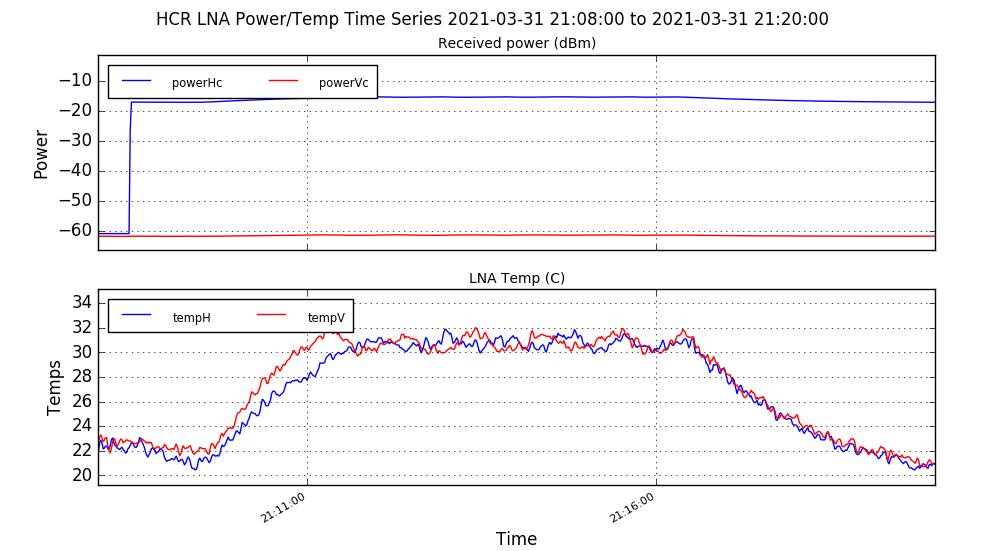 HCR LNA Power/Temp Time Series 2021-03-31 21:08:00 to 2021-03-31 21:20:00
Received power (dBm)
powerHc powerVc
Power
−10
−20
−30
−40
−50
−60
LNA Temp (C)
tempH tempV
Temps
34
32
30
28
26
24
22
20
21:11:00 21:16:00
Time